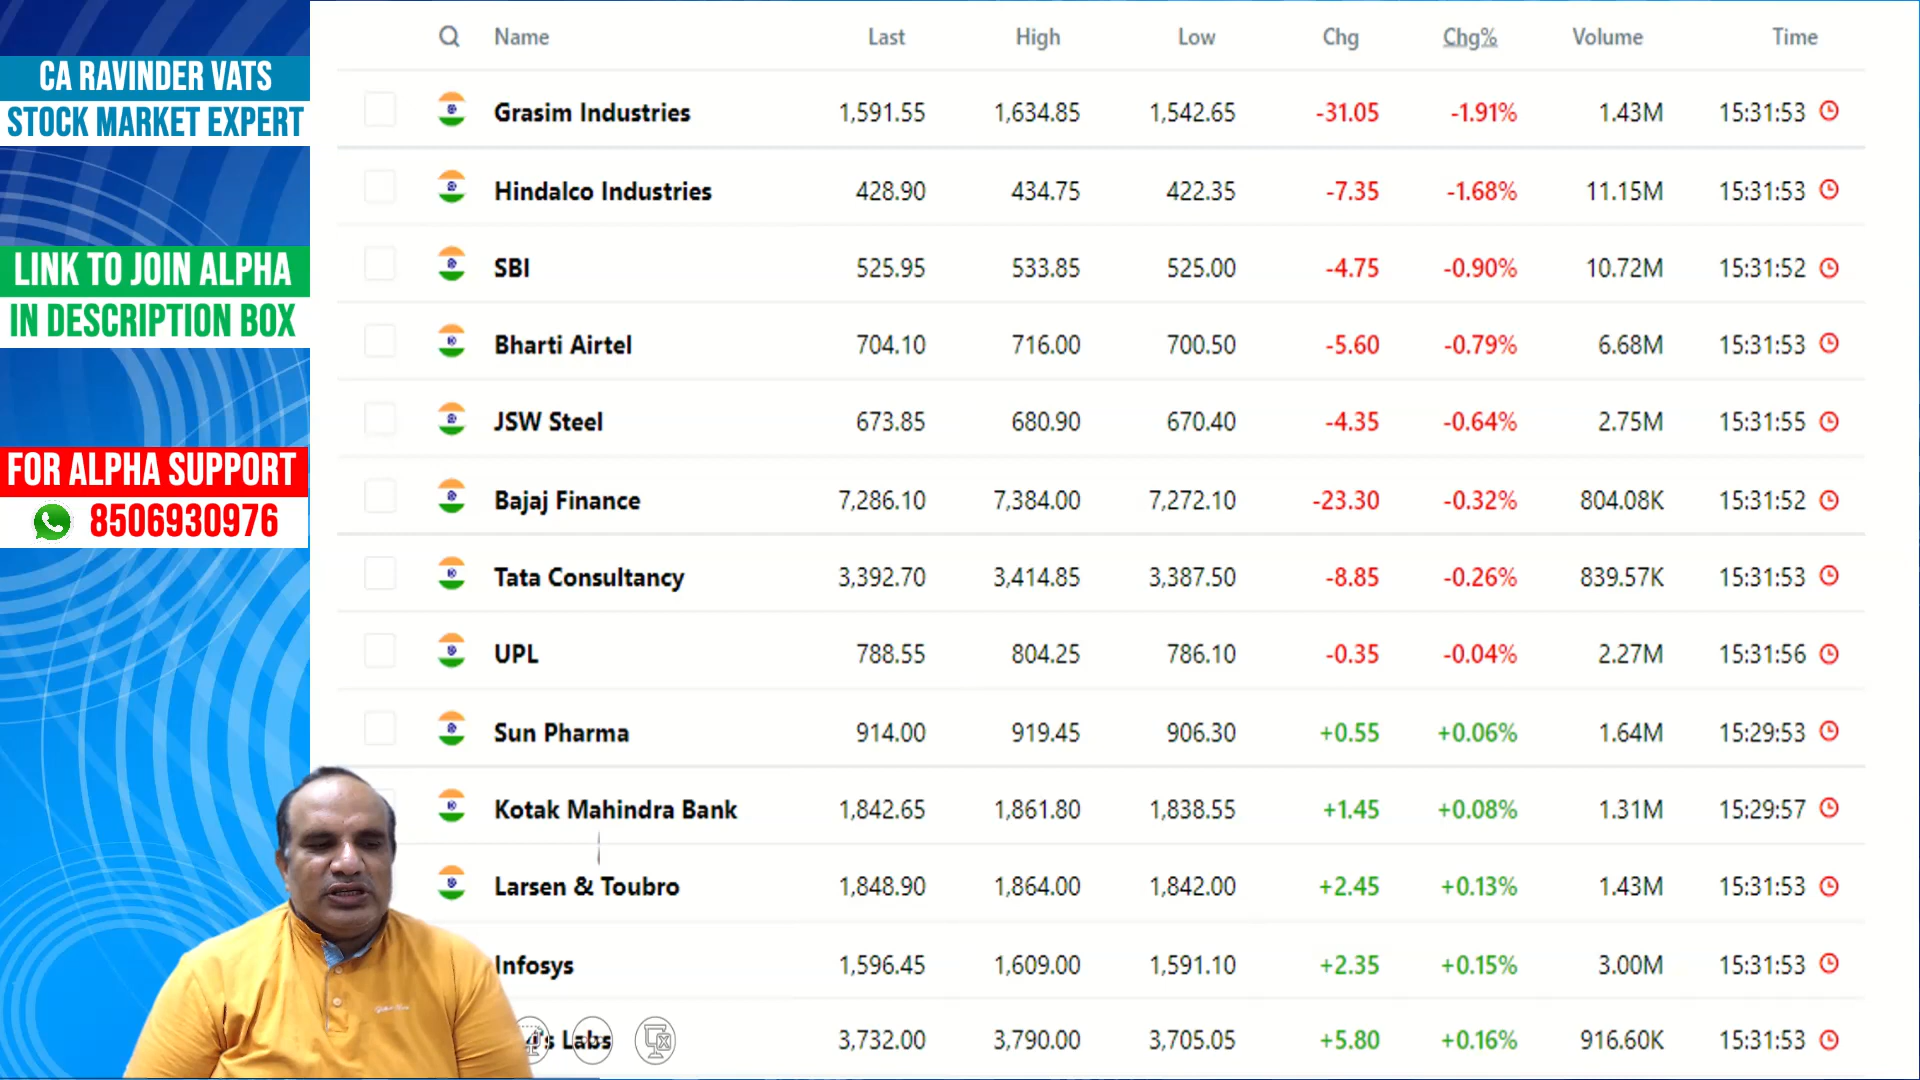 CA RAVINDER VATS
STOCK MARKET EXPERT
LINK TO JOIN ALPHA
IN DESCRIPTION BOX
FOR ALPHA SUPPORT
8506930976
Name Last High Low Chg Chg% Volume Time
Grasim Industries 1,591.55 1,634.85 1,542.65 -31.05 -1.91% 1.43M 15:31:53
Hindalco Industries 428.90 434.75 422.35 -7.35 -1.68% 11.15M 15:31:53
SBI 525.95 533.85 525.00 -4.75 -0.90% 10.72M 15:31:52
Bharti Airtel 704.10 716.00 700.50 -5.60 -0.79% 6.68M 15:31:53
JSW Steel 673.85 680.90 670.40 -4.35 -0.64% 2.75M 15:31:55
Bajaj Finance 7,286.10 7,384.00 7,272.10 -23.30 -0.32% 804.08K 15:31:52
Tata Consultancy 3,392.70 3,414.85 3,387.50 -8.85 -0.26% 839.57K 15:31:53
UPL 788.55 804.25 786.10 -0.35 -0.04% 2.27M 15:31:56
Sun Pharma 914.00 919.45 906.30 +0.55 +0.06% 1.64M 15:29:53
Kotak Mahindra Bank 1,842.65 1,861.80 1,838.55 +1.45 +0.08% 1.31M 15:29:57
Larsen & Toubro 1,848.90 1,864.00 1,842.00 +2.45 +0.13% 1.43M 15:31:53
Infosys 1,596.45 1,609.00 1,591.10 +2.35 +0.15% 3.00M 15:31:53
Labs 3,732.00 3,790.00 3,705.05 +5.80 +0.16% 916.60K 15:31:53